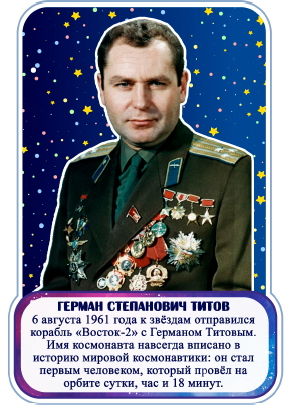 ГЕРМАН СТЕПАНОВИЧ ТИТОВ
6 августа 1961 года к звёздам отправился
корабль «Восток-2» с Германом Титовым.
Имя космонавта навсегда вписано в
историю мировой космонавтики: он стал
первым человеком, который провёл на
орбите сутки, час и 18 минут.